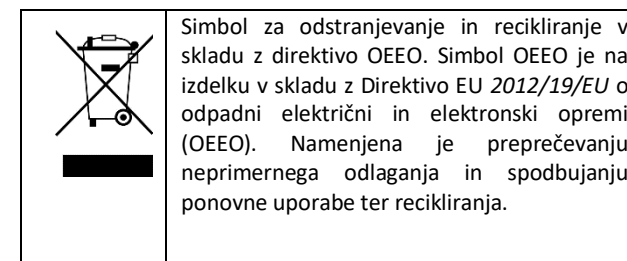 Simbol za odstranjevanje in recikliranje v
skladu z direktivo OEEO. Simbol OEEO je na
izdelku v skladu z Direktivo EU 2012/19/EU o
odpadni električni in elektronski opremi
(OEEO). Namenjena je preprečevanju
neprimernega odlaganja in spodbujanju
ponovne uporabe ter recikliranja.